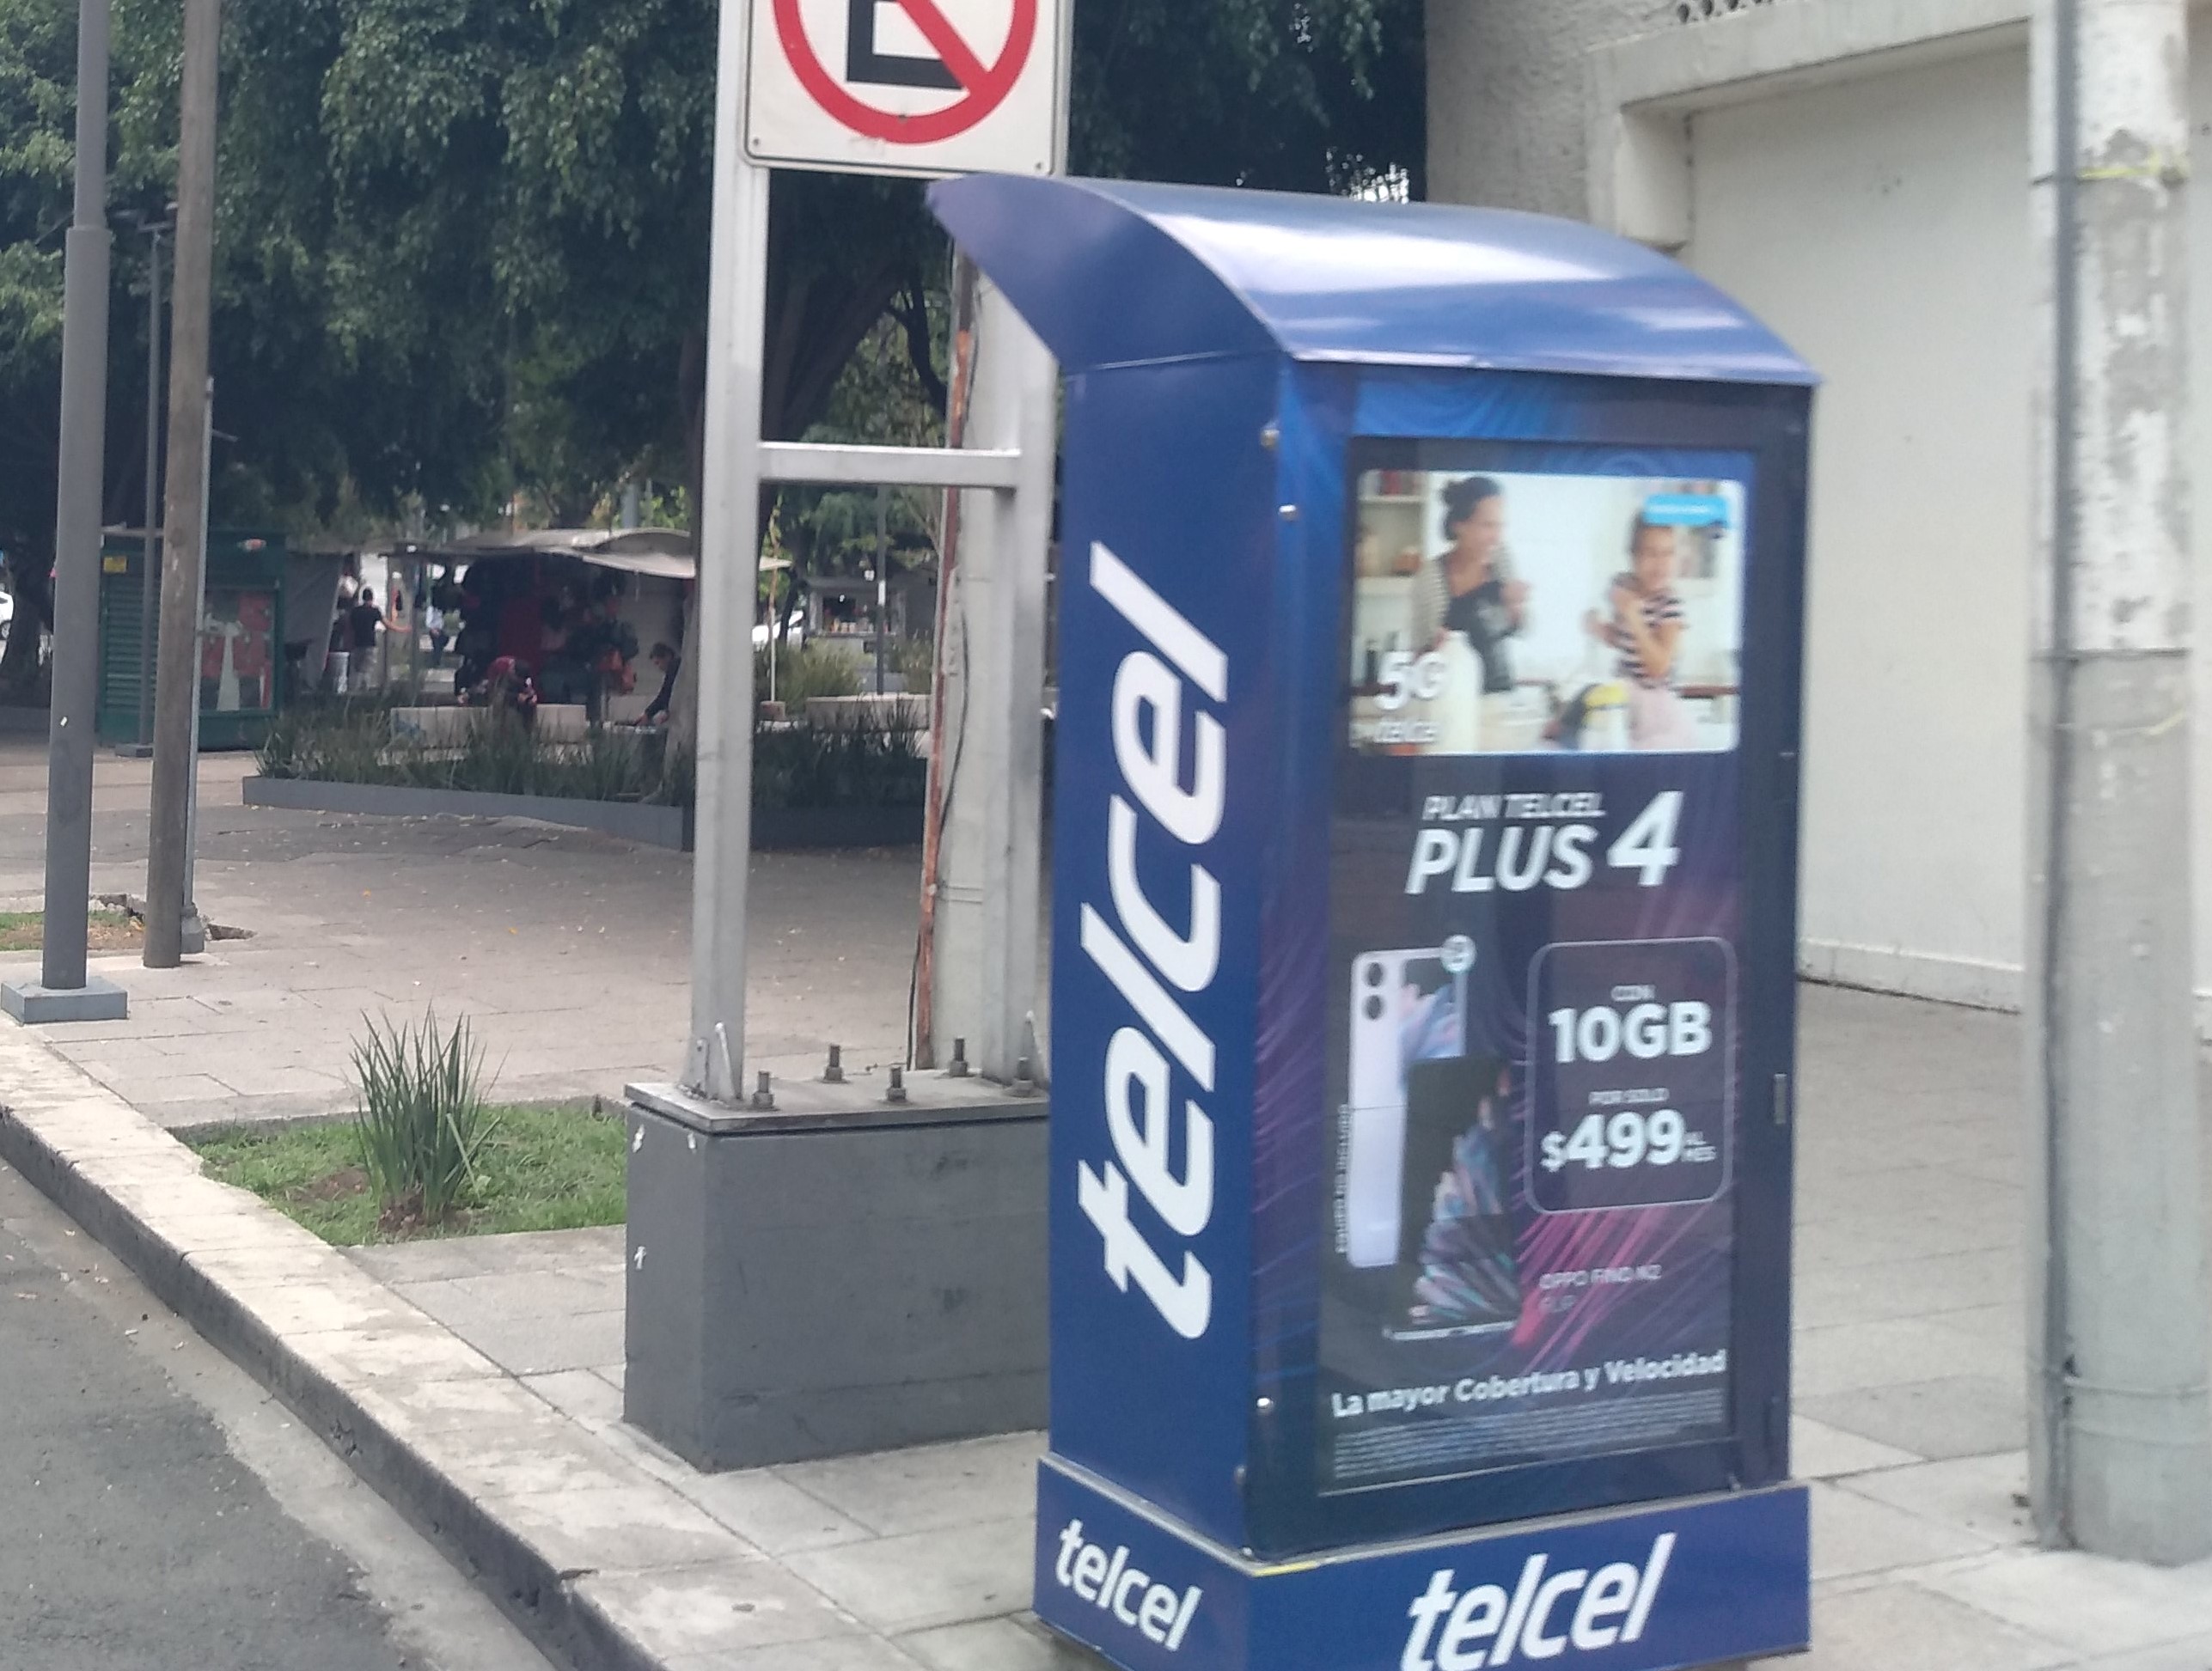 E
telcel
5G
telcel
PLAN TELCEL
PLUS 4
CON
10GB
POR SOLO
$499 AL
MES
OPPO FIND N2
FLIP
La mayor Cobertura y Velocidad
telcel
telcel